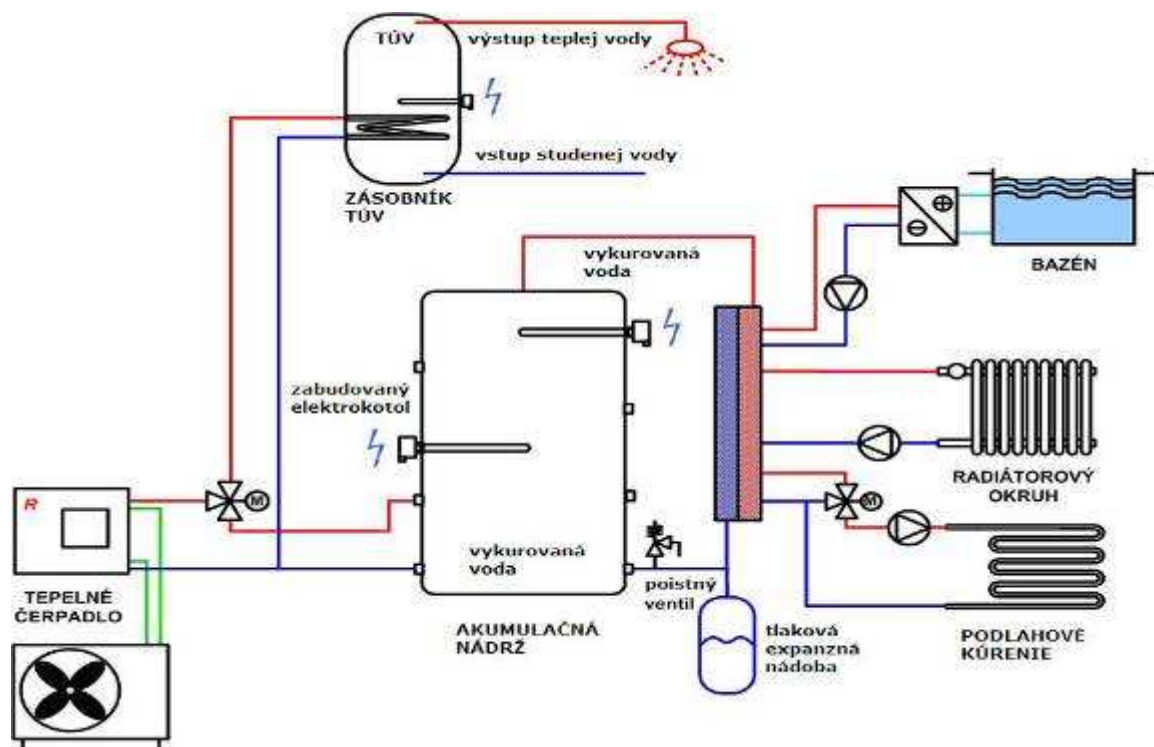 TÚV
výstup teplej vody
vstup studenej vody
ZÁSOBNÍK
TÚV
vykurovaná
voda
BAZÉN
zabudovaný
elektrokotol
RADIÁTOROVÝ
OKRUH
R
M
M
vykurovaná
voda
poistný
ventil
TEPELNÉ
ČERPADLO
AKUMULAČNÁ
NÁDRŽ
tlaková
expanzná
nádoba
PODLAHOVÉ
KÚRENIE